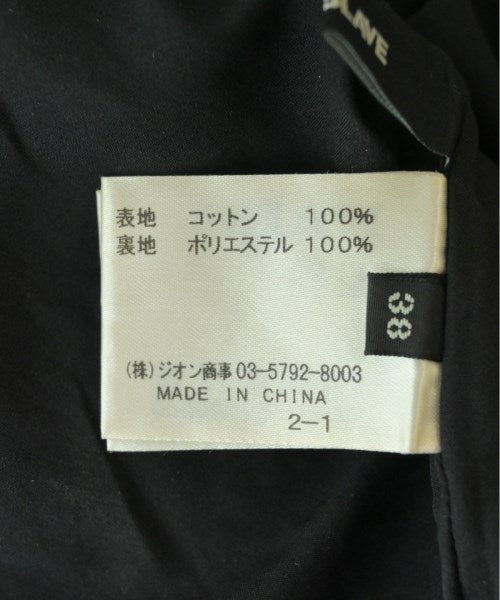 SLAVE
表地 コットン 100%
裏地 ポリエステル 100%
38
(株)ジオン商事 03-5792-8003
MADE IN CHINA
2-1